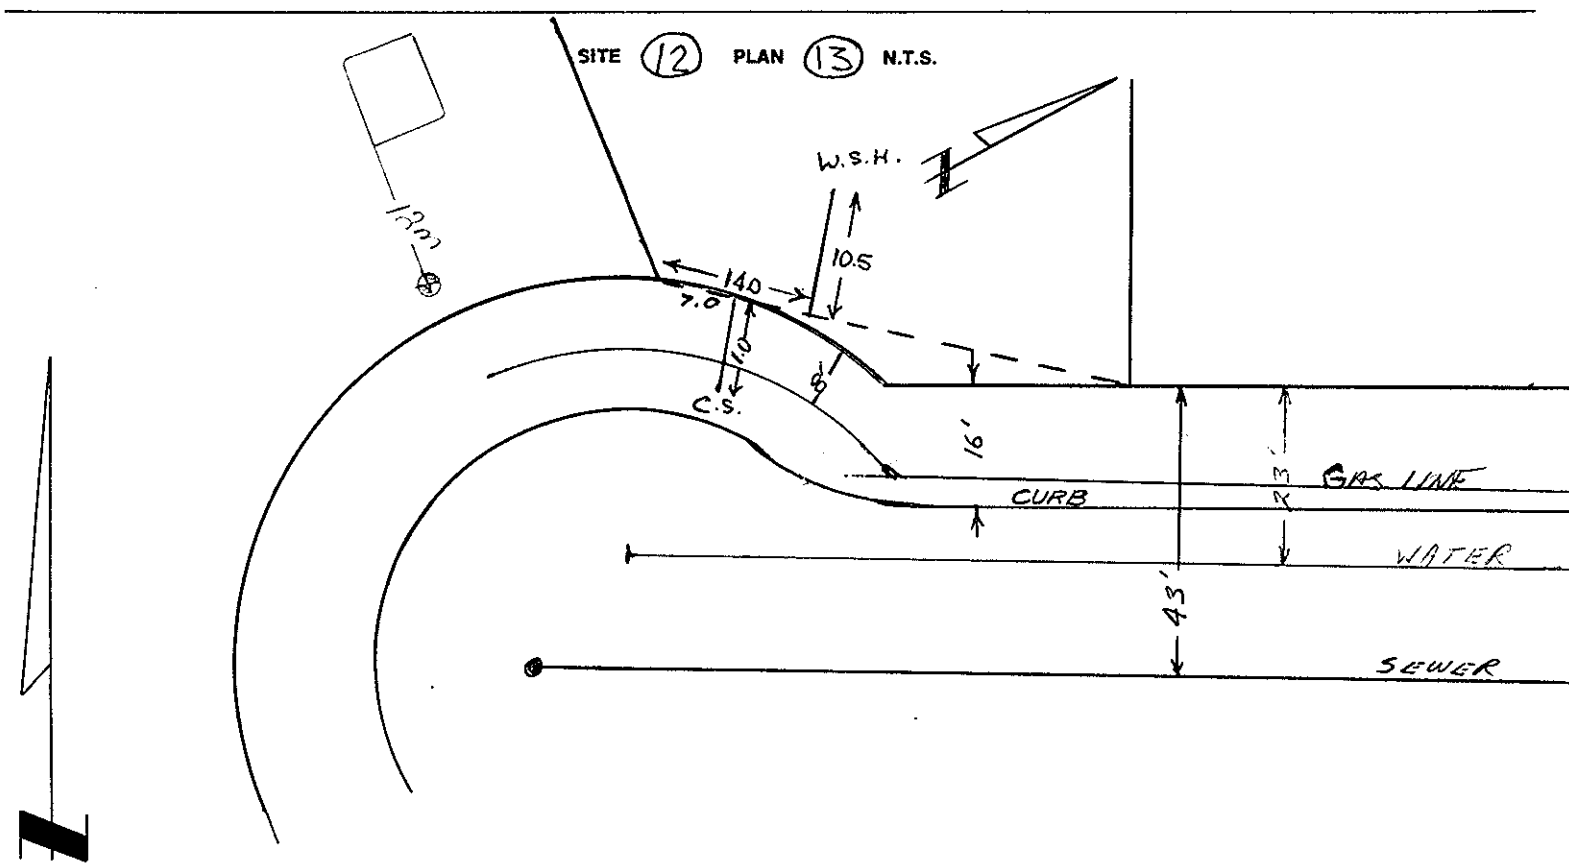 SITE 12 PLAN 13 N.T.S.
W.S.H.
N
12m
10.5
14.0
7.0
1.0
8'
C.S.
16'
23'
GAS LINE
CURB
WATER
43'
SEWER
N